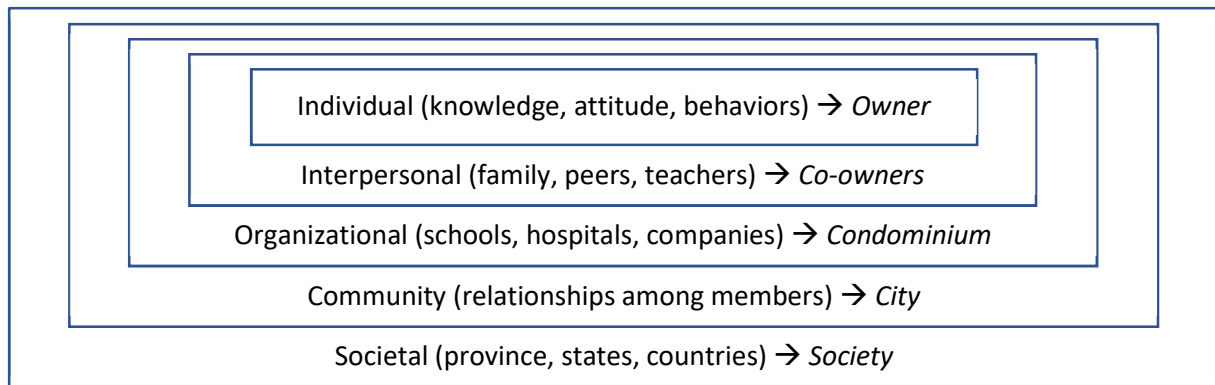 Individual (knowledge, attitude, behaviors) → Owner
Interpersonal (family, peers, teachers) → Co-owners
Organizational (schools, hospitals, companies) → Condominium
Community (relationships among members) → City
Societal (province, states, countries) → Society